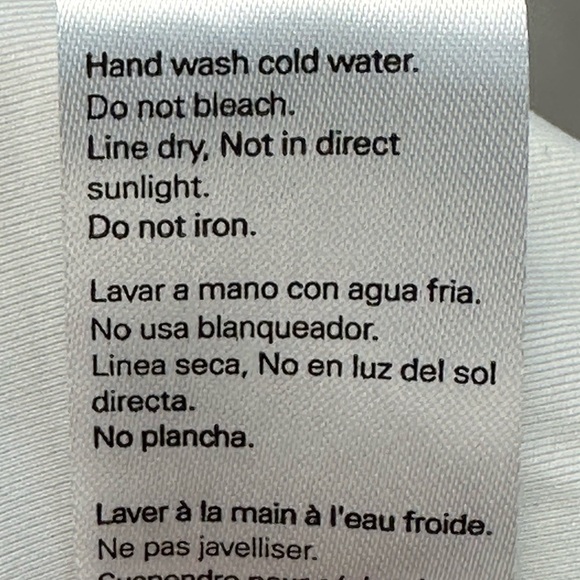 Hand wash cold water.
Do not bleach.
Line dry, Not in direct
sunlight.
Do not iron.
Lavar a mano con agua fria.
No usa blanqueador.
Linea seca, No en luz del sol
directa.
No plancha.
Laver à la main à l'eau froide.
Ne pas javelliser.